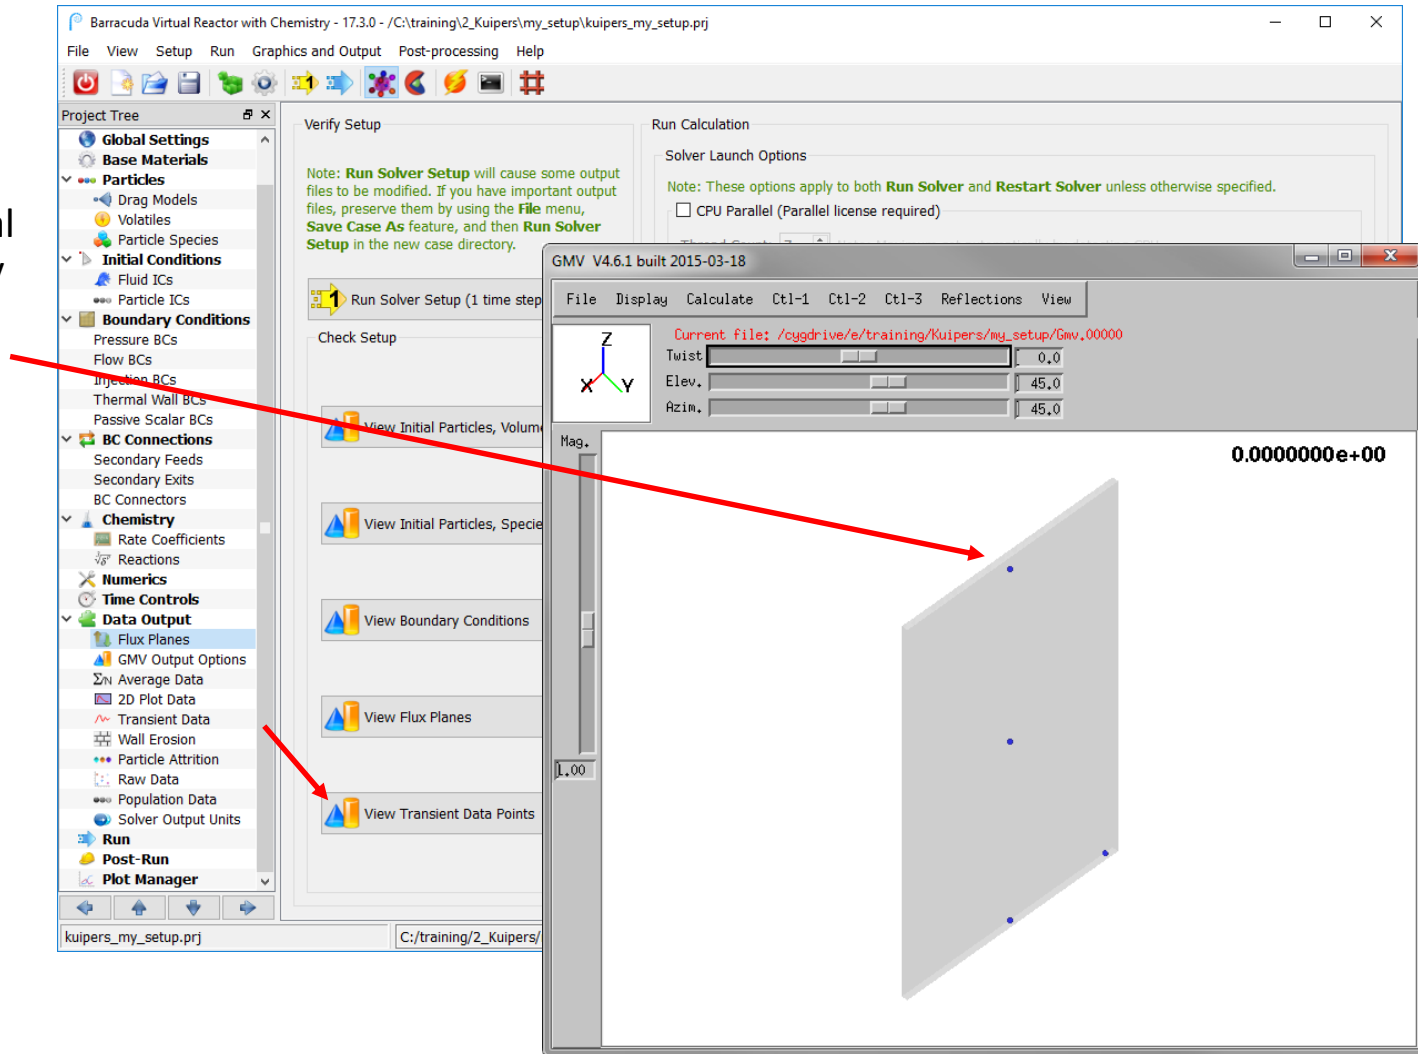 al
y
Barracuda Virtual Reactor with Chemistry - 17.3.0 - /C:\training\2_Kuipers\my_setup\kuipers_my_setup.prj
File View Setup Run Graphics and Output Post-processing Help
Project Tree
Global Settings
Base Materials
Particles
Drag Models
Volatiles
Particle Species
Initial Conditions
Fluid ICs
Particle ICs
Boundary Conditions
Pressure BCs
Flow BCs
Injection BCs
Thermal Wall BCs
Passive Scalar BCs
BC Connections
Secondary Feeds
Secondary Exits
BC Connectors
Chemistry
Rate Coefficients
Reactions
Numerics
Time Controls
Data Output
Flux Planes
GMV Output Options
Average Data
2D Plot Data
Transient Data
Wall Erosion
Particle Attrition
Raw Data
Population Data
Solver Output Units
Run
Post-Run
Plot Manager
kuipers_my_setup.prj
C:/training/2_Kuipers/
Verify Setup
Note: Run Solver Setup will cause some output
files to be modified. If you have important output
files, preserve them by using the File menu,
Save Case As feature, and then Run Solver
Setup in the new case directory.
1 Run Solver Setup (1 time step
Check Setup
View Initial Particles, Volume
View Initial Particles, Specie
View Boundary Conditions
View Flux Planes
View Transient Data Points
Run Calculation
Solver Launch Options
Note: These options apply to both Run Solver and Restart Solver unless otherwise specified.
CPU Parallel (Parallel license required)
GMV V4.6.1 built 2015-03-18
File Display Calculate Ctl-1 Ctl-2 Ctl-3 Reflections View
Current file: /cygdrive/e/training/Kuipers/my_setup/Gmv.00000
Z
X Y
Twist 0.0
Elev. 45.0
Azim. 45.0
Mag.
1.00
0.0000000e+00